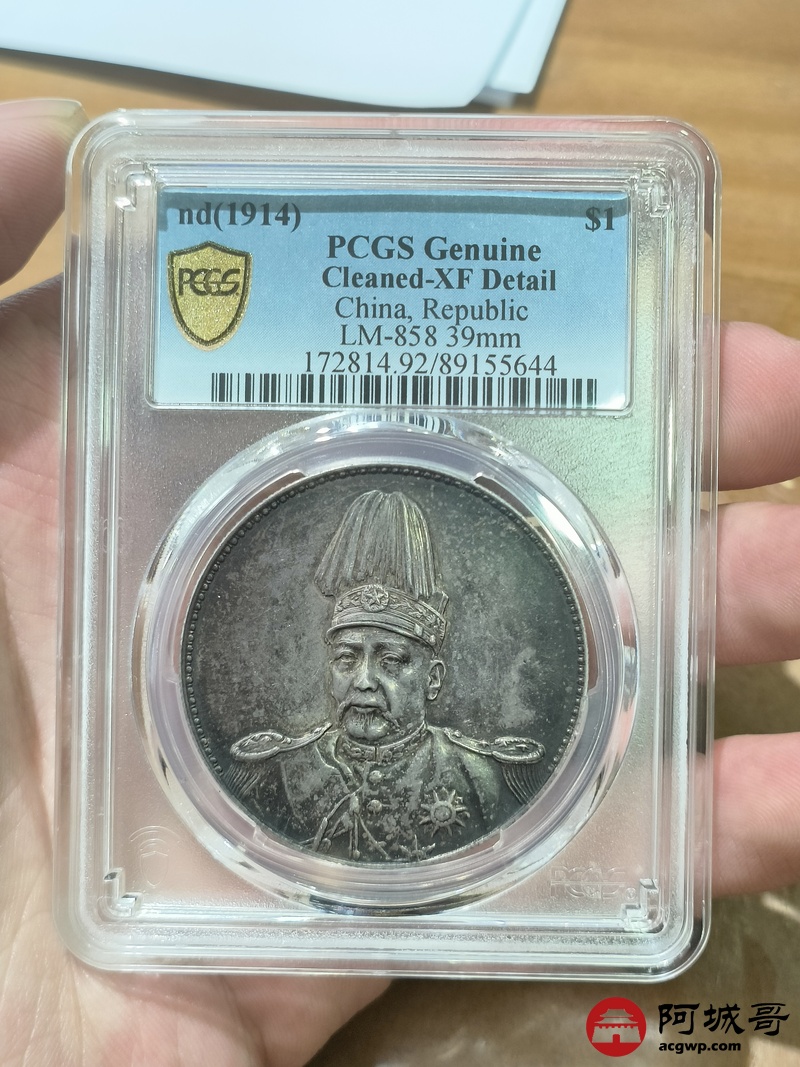 nd(1914) $1
PCGS Genuine
Cleaned-XF Detail
China, Republic
LM-858 39mm
172814.92/89155644
PCGS
PCGS
阿城哥
acgwp.com